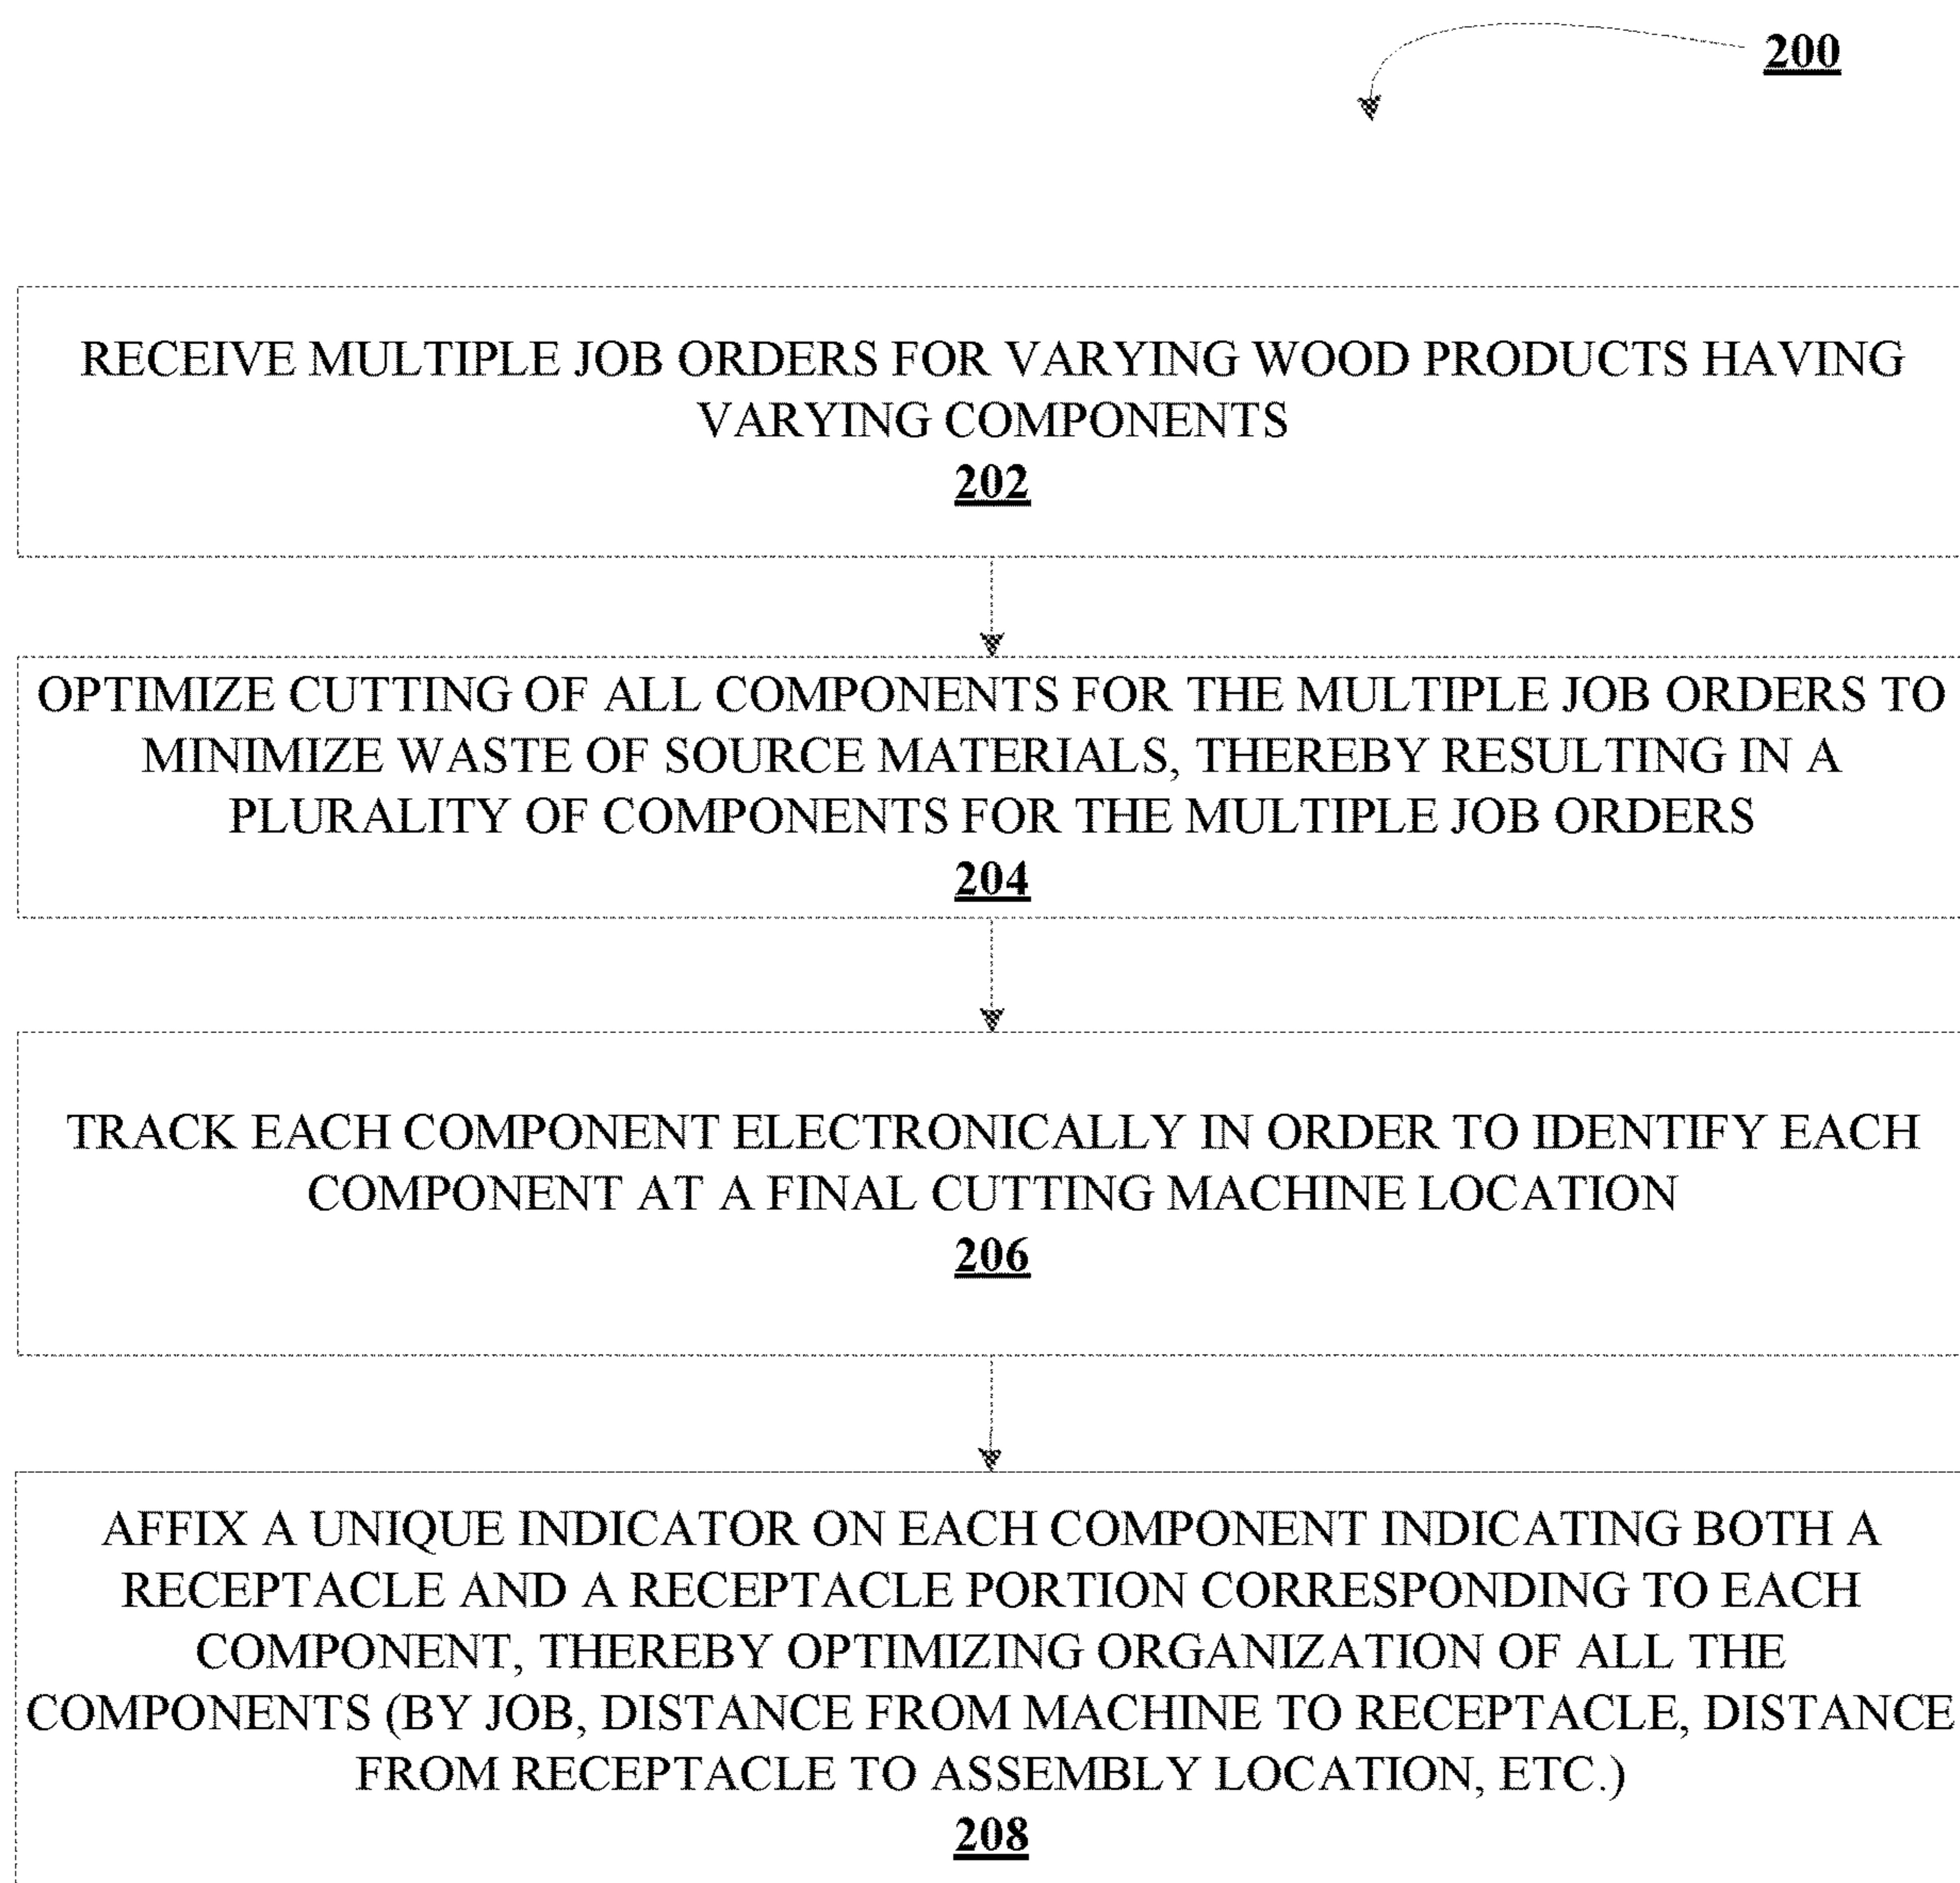 200
RECEIVE MULTIPLE JOB ORDERS FOR VARYING WOOD PRODUCTS HAVING
VARYING COMPONENTS
202
OPTIMIZE CUTTING OF ALL COMPONENTS FOR THE MULTIPLE JOB ORDERS TO
MINIMIZE WASTE OF SOURCE MATERIALS, THEREBY RESULTING IN A
PLURALITY OF COMPONENTS FOR THE MULTIPLE JOB ORDERS
204
TRACK EACH COMPONENT ELECTRONICALLY IN ORDER TO IDENTIFY EACH
COMPONENT AT A FINAL CUTTING MACHINE LOCATION
206
AFFIX A UNIQUE INDICATOR ON EACH COMPONENT INDICATING BOTH A
RECEPTACLE AND A RECEPTACLE PORTION CORRESPONDING TO EACH
COMPONENT, THEREBY OPTIMIZING ORGANIZATION OF ALL THE
COMPONENTS (BY JOB, DISTANCE FROM MACHINE TO RECEPTACLE, DISTANCE
FROM RECEPTACLE TO ASSEMBLY LOCATION, ETC.)
208